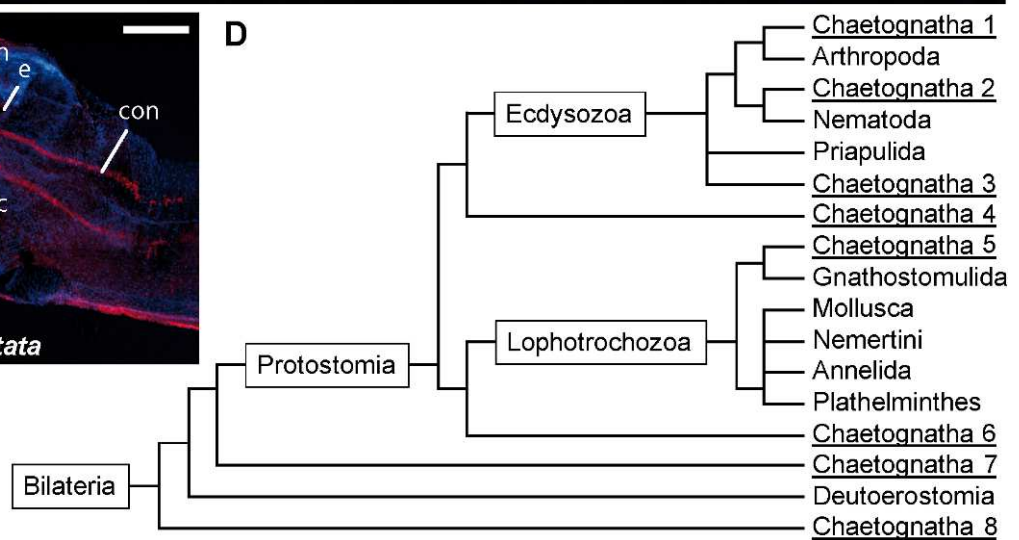 D
e
con
c
tata
Chaetognatha 1
Arthropoda
Chaetognatha 2
Nematoda
Priapulida
Chaetognatha 3
Chaetognatha 4
Chaetognatha 5
Gnathostomulida
Mollusca
Nemertini
Annelida
Plathelminthes
Chaetognatha 6
Chaetognatha 7
Deutoerostomia
Chaetognatha 8
Ecdysozoa
Lophotrochozoa
Protostomia
Bilateria